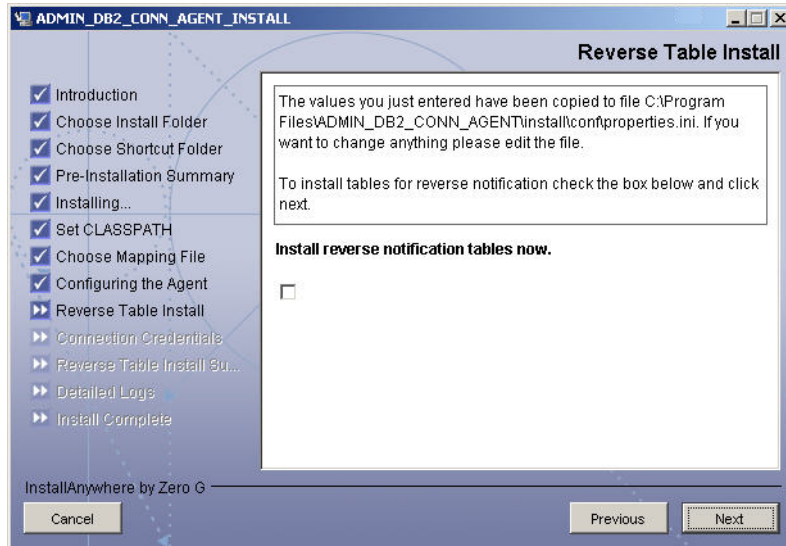 ADMIN_DB2_CONN_AGENT_INSTALL
Reverse Table Install
Introduction
Choose Install Folder
Choose Shortcut Folder
Pre-Installation Summary
Installing...
Set CLASSPATH
Choose Mapping File
Configuring the Agent
Reverse Table Install
Connection Credentials
Reverse Table Install Su...
Detailed Logs
Install Complete
The values you just entered have been copied to file C:\Program
Files\ADMIN_DB2_CONN_AGENT\install\conf\properties.ini. If you
want to change anything please edit the file.
To install tables for reverse notification check the box below and click
next.
Install reverse notification tables now.
InstallAnywhere by Zero G
Cancel
Previous
Next